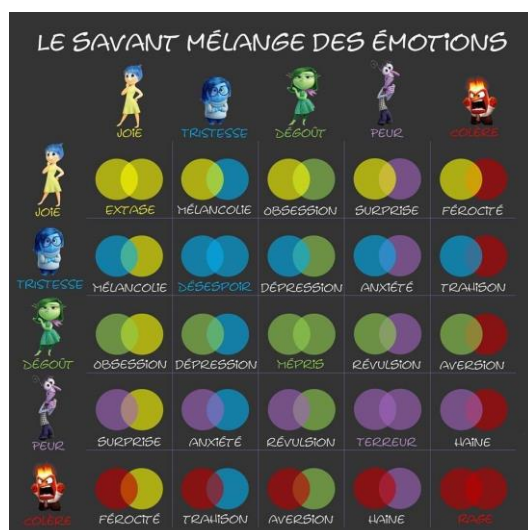 LE SAVANT MÉLANGE DES ÉMOTIONS
JOIE TRISTESSE DÉGOÛT PEUR COLÈRE
JOIE EXTASE MÉLANCOLIE OBSESSION SURPRISE FÉROCITÉ
TRISTESSE MÉLANCOLIE DÉSESPOIR DÉPRESSION ANXIÉTÉ TRAHISON
DÉGOÛT OBSESSION DÉPRESSION MÉPRIS RÉVULSION AVERSION
PEUR SURPRISE ANXIÉTÉ RÉVULSION TERREUR HAINE
COLÈRE FÉROCITÉ TRAHISON AVERSION HAINE RAGE